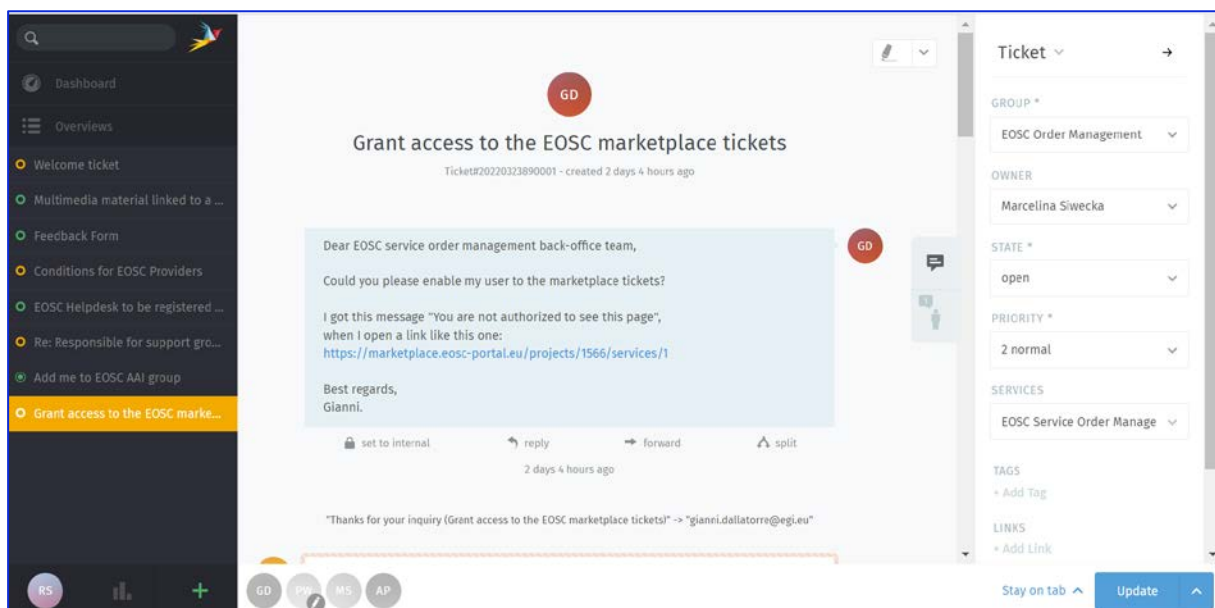 Dashboard
Overviews
Welcome ticket
Multimedia material linked to a ...
Feedback Form
Conditions for EOSC Providers
EOSC Helpdesk to be registered ...
Re: Responsible for support gro...
Add me to EOSC AAI group
Grant access to the EOSC marke...
RS
+
GD
Grant access to the EOSC marketplace tickets
Ticket#20220323890001 - created 2 days 4 hours ago
Dear EOSC service order management back-office team,
Could you please enable my user to the marketplace tickets?
I got this message "You are not authorized to see this page",
when I open a link like this one:
https://marketplace.eosc-portal.eu/projects/1566/services/1
Best regards,
Gianni.
GD
set to internal reply forward split
2 days 4 hours ago
"Thanks for your inquiry (Grant access to the EOSC marketplace tickets)" -> "gianni.dallatorre@egi.eu"
GD PW MS AP
Ticket
GROUP *
EOSC Order Management
OWNER
Marcelina Siwecka
STATE *
open
PRIORITY *
2 normal
SERVICES
EOSC Service Order Manage
TAGS
+ Add Tag
LINKS
+ Add Link
Stay on tab Update